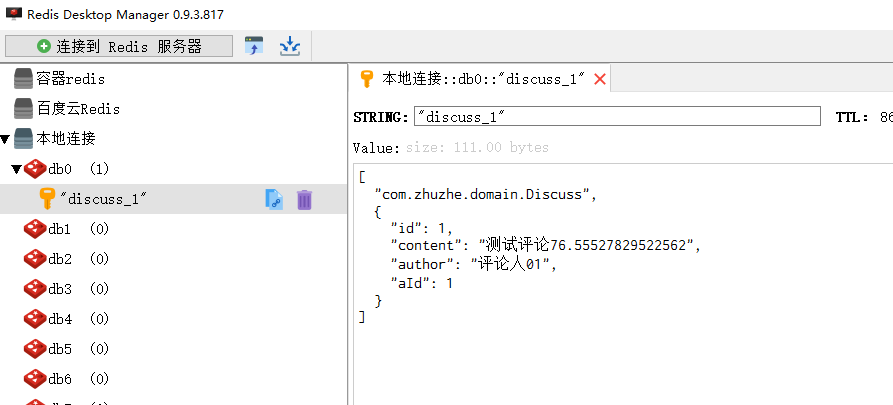 Redis Desktop Manager 0.9.3.817
连接到 Redis 服务器
容器redis
百度云Redis
本地连接
db0 (1)
"discuss_1"
db1 (0)
db2 (0)
db3 (0)
db4 (0)
db5 (0)
db6 (0)
本地连接::db0::"discuss_1"
STRING: "discuss_1" TTL: 86
Value: size: 111.00 bytes
[
"com.zhuzhe.domain.Discuss",
{
"id": 1,
"content": "测试评论76.55527829522562",
"author": "评论人01",
"aId": 1
}
]